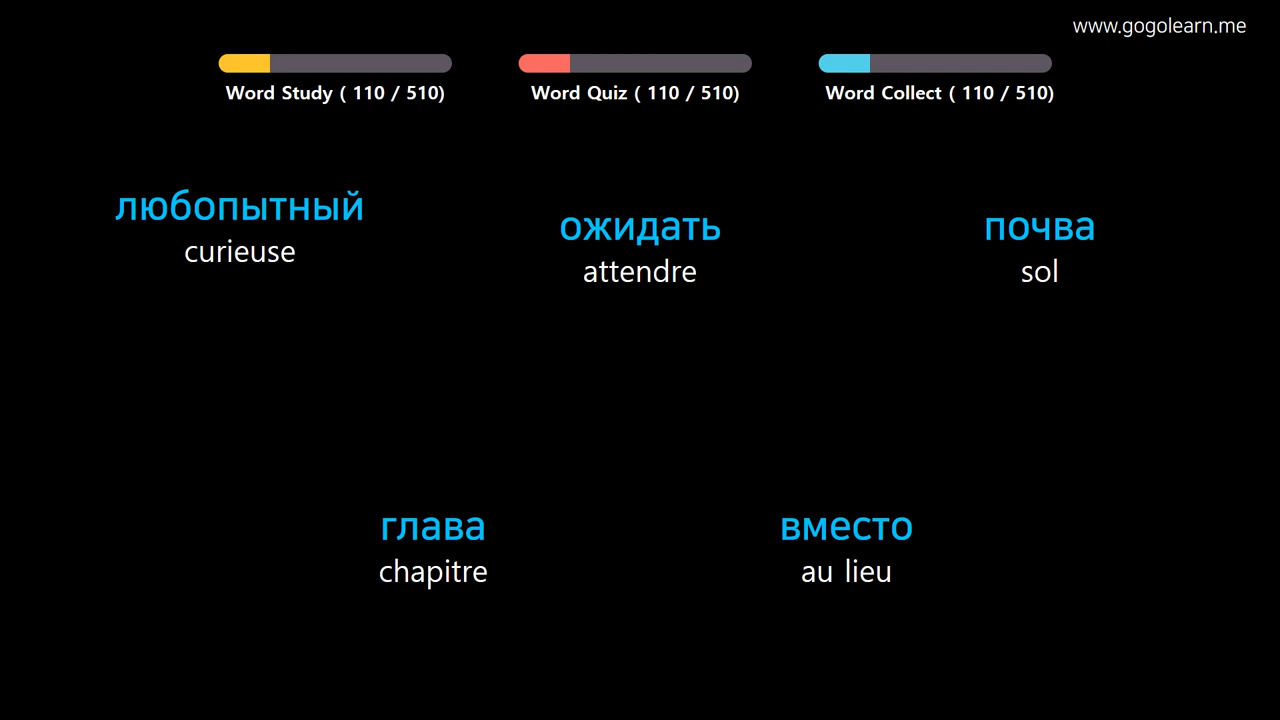 www.gogolearn.me
Word Study ( 110 / 510)
Word Quiz ( 110 / 510)
Word Collect ( 110 / 510)
любопытный
curieuse
ожидать
attendre
почва
sol
глава
chapitre
вместо
au lieu